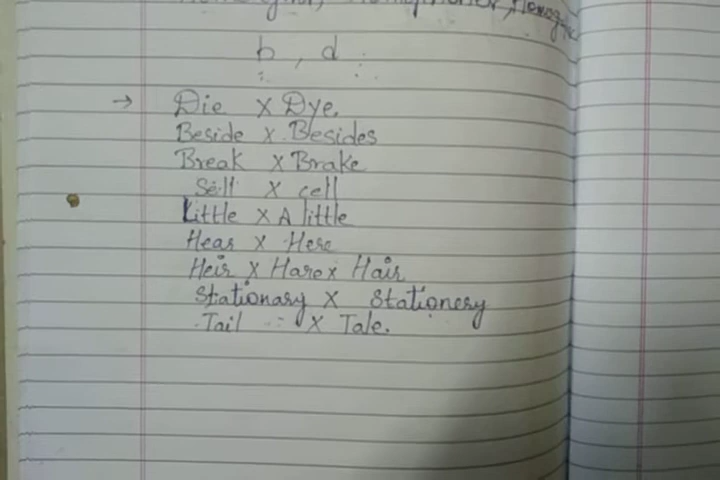 b , d
→ Die X Dye.
Beside X Besides
Break X Brake
Sell X cell
Little X A little
Hear X Here
Heir X Hare X Hair
Stationary X Stationery
Tail X Tale.